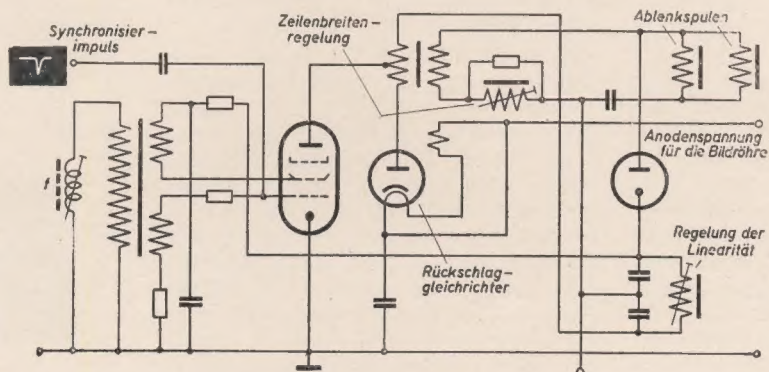 Synchronisier-
impuls
Zeilenbreiten-
regelung
Ablenkspulen
Anodenspannung
für die Bildröhre
f
Rückschlag-
gleichrichter
Regelung der
Linearität